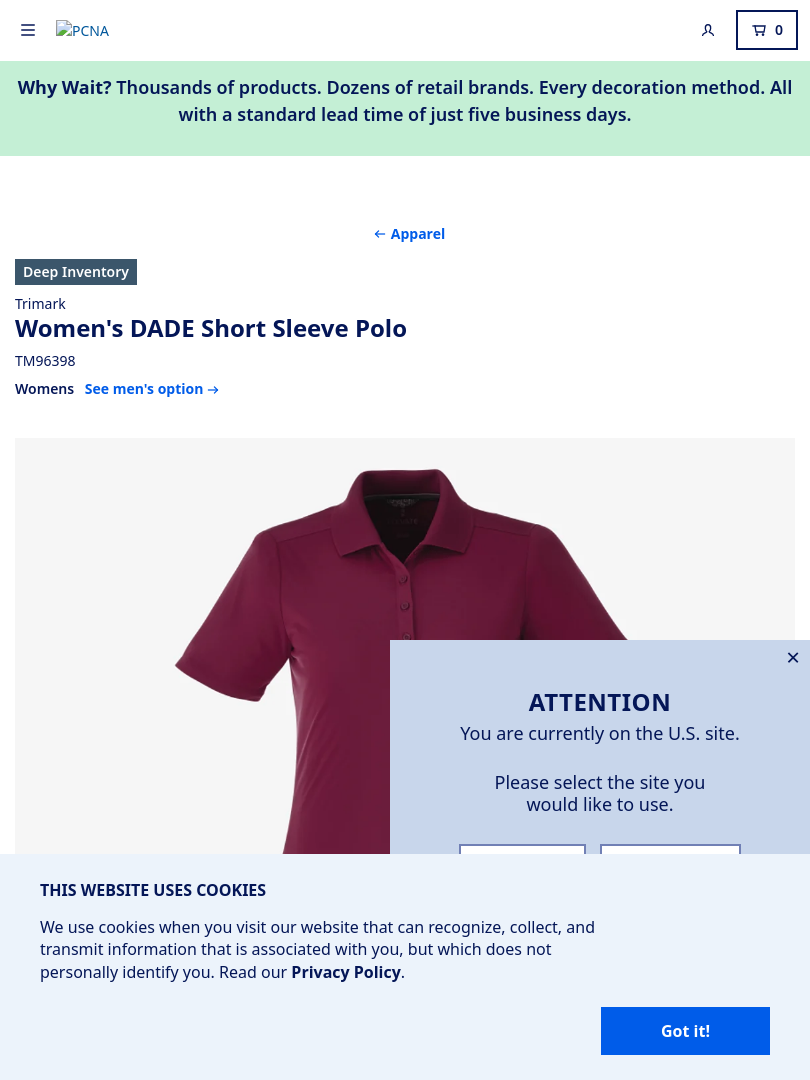 PCNA
0
Why Wait? Thousands of products. Dozens of retail brands. Every decoration method. All
with a standard lead time of just five business days.
← Apparel
Deep Inventory
Trimark
Women's DADE Short Sleeve Polo
TM96398
Womens See men's option →
ATTENTION
You are currently on the U.S. site.
Please select the site you
would like to use.
THIS WEBSITE USES COOKIES
We use cookies when you visit our website that can recognize, collect, and
transmit information that is associated with you, but which does not
personally identify you. Read our Privacy Policy.
Got it!